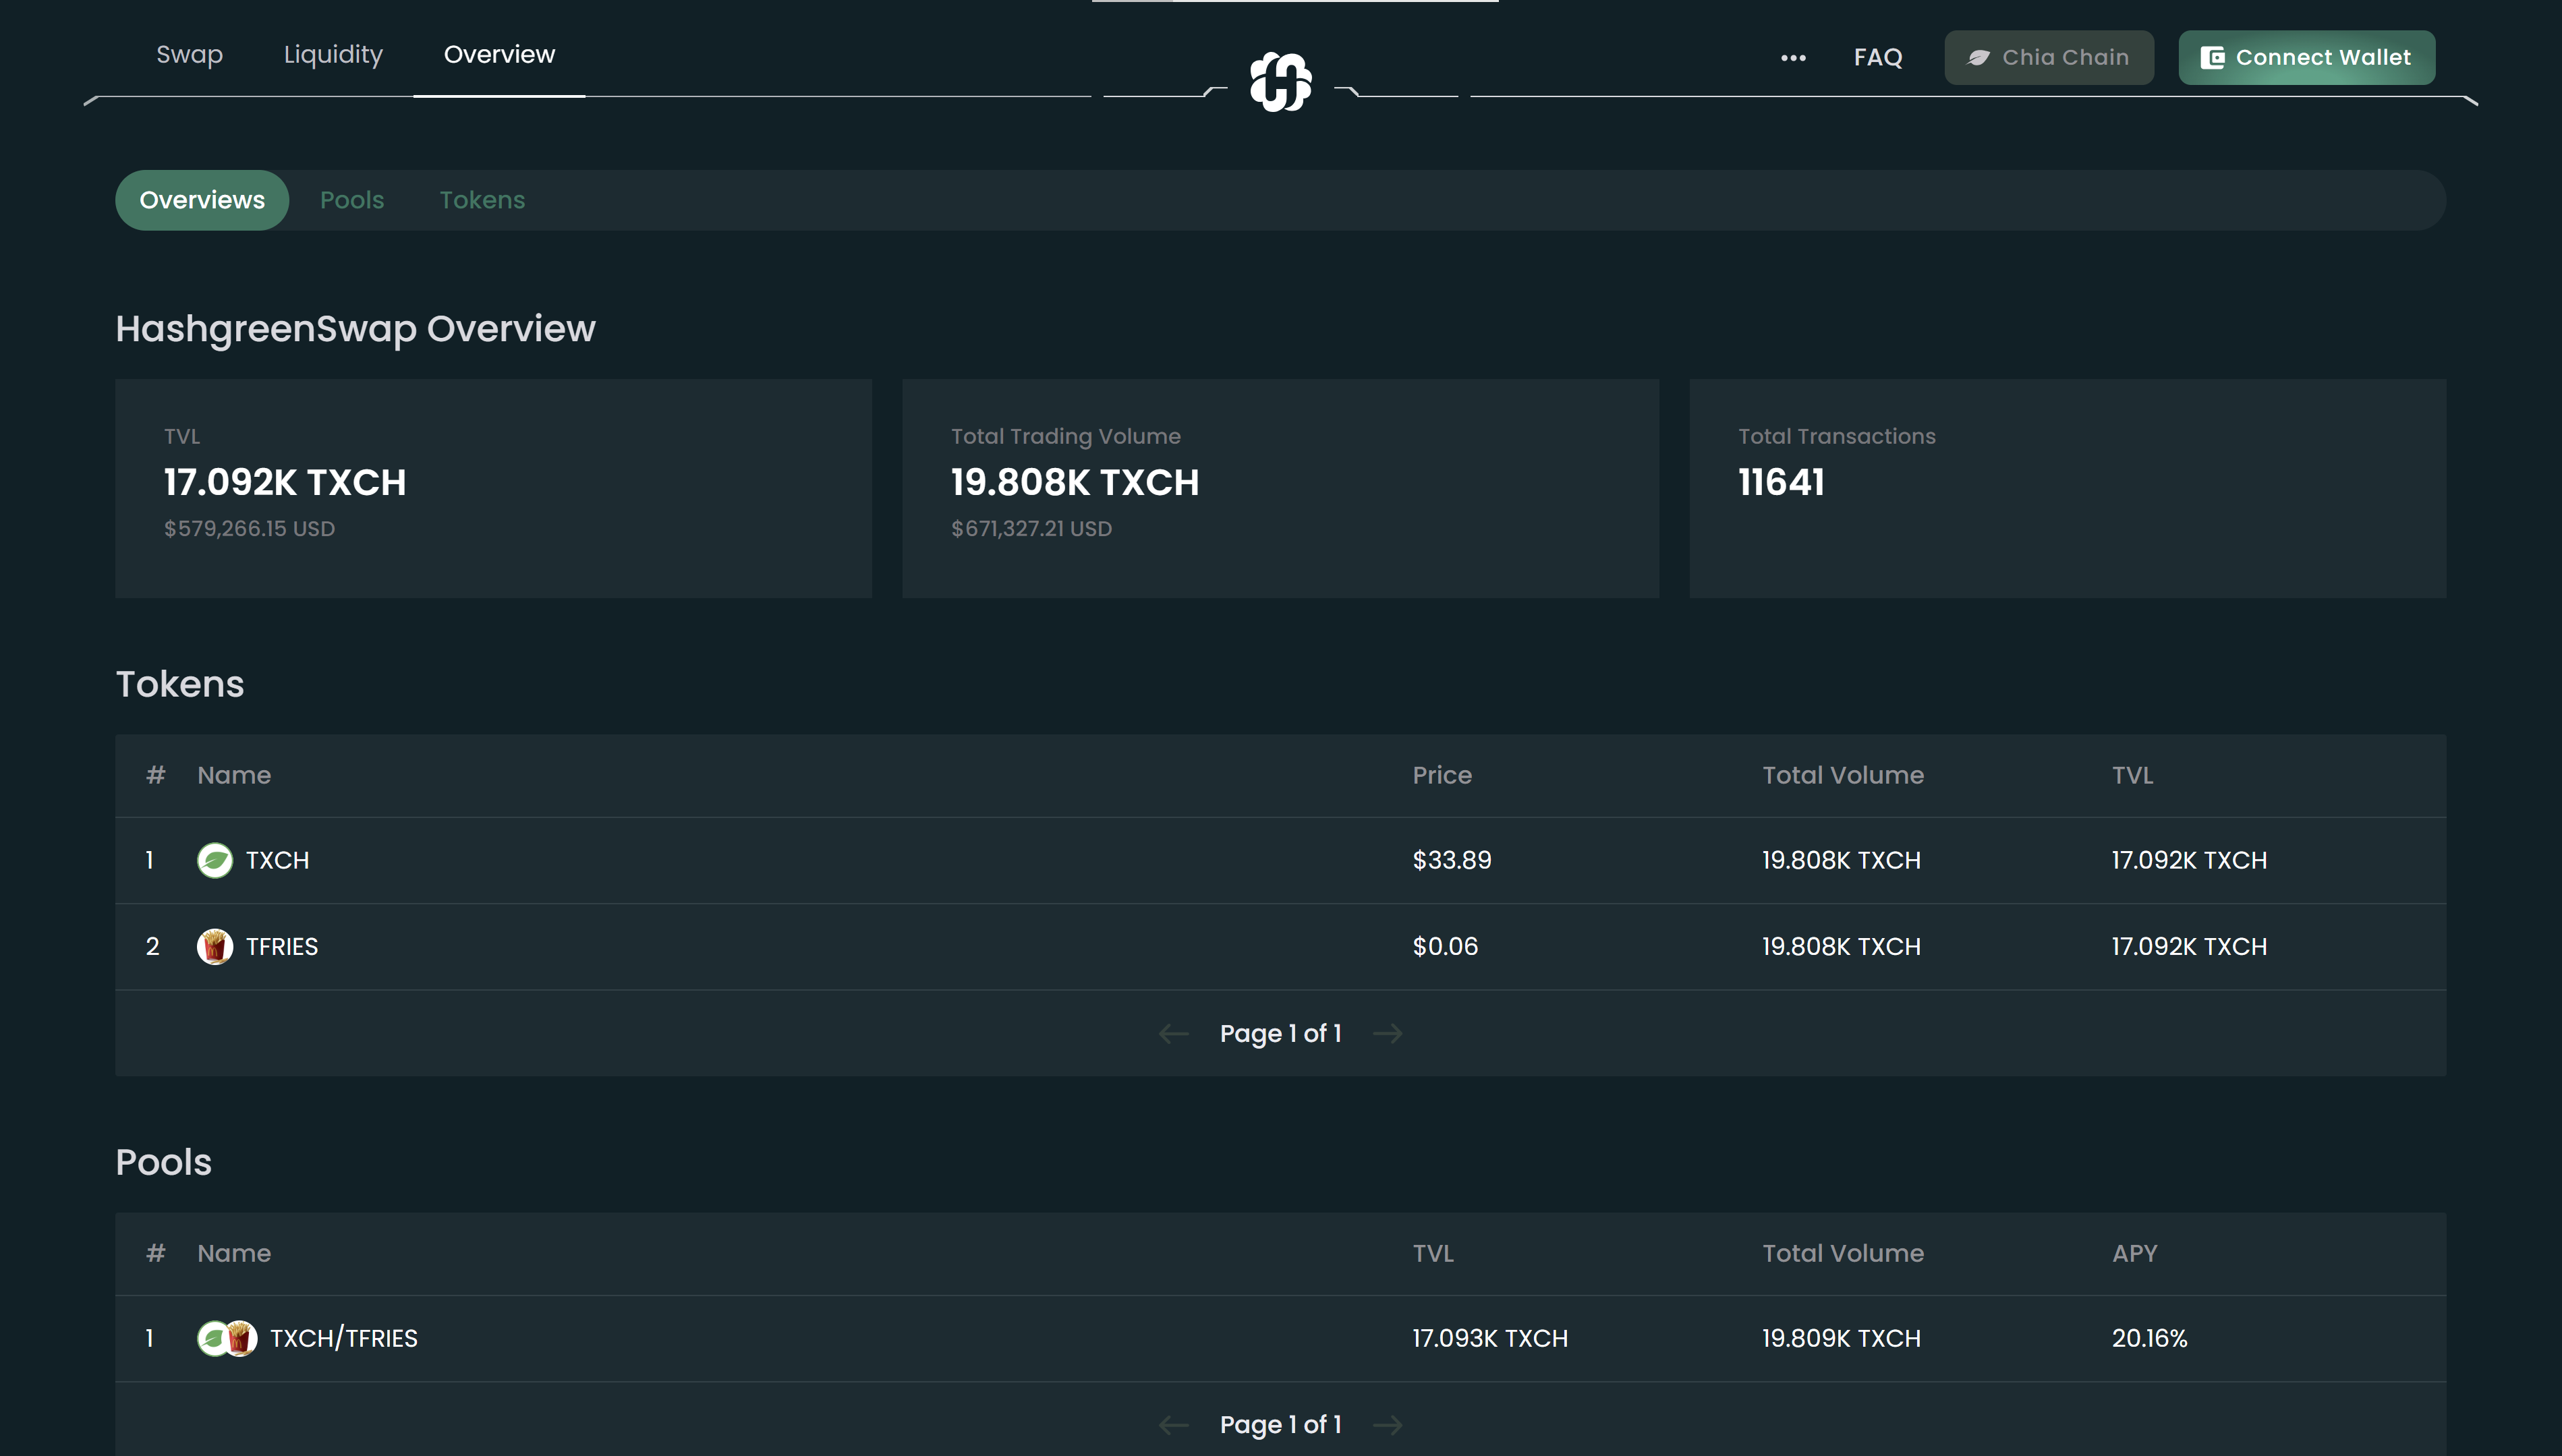 Swap Liquidity Overview ••• FAQ Chia Chain Connect Wallet
Overviews Pools Tokens
HashgreenSwap Overview
TVL Total Trading Volume Total Transactions
17.092K TXCH 19.808K TXCH 11641
$579,266.15 USD $671,327.21 USD
Tokens
# Name Price Total Volume TVL
1 TXCH $33.89 19.808K TXCH 17.092K TXCH
2 TFRIES $0.06 19.808K TXCH 17.092K TXCH
← Page 1 of 1 →
Pools
# Name TVL Total Volume APY
1 TXCH/TFRIES 17.093K TXCH 19.809K TXCH 20.16%
← Page 1 of 1 →